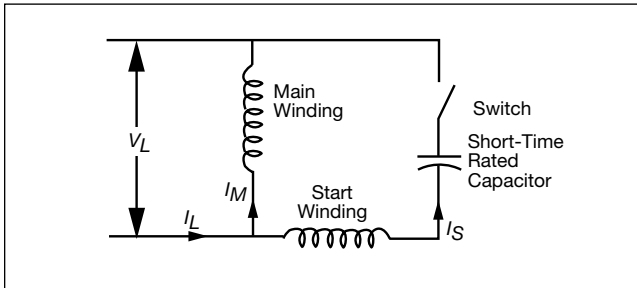 Main
Winding
Switch
V_L
Short-Time
Rated
Capacitor
I_M
Start
Winding
I_L
I_S